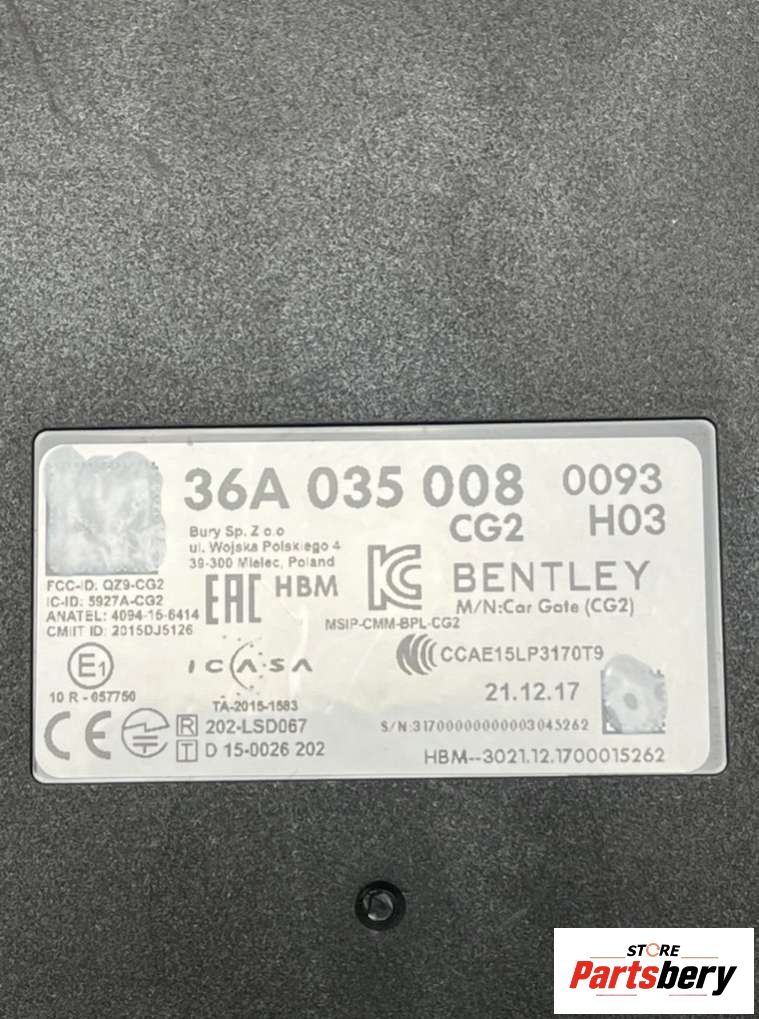 36A 035 008 0093
CG2 H03
Bury Sp. Z o.o
ul. Wojska Polskiego 4
39-300 Mielec, Poland
FCC-ID. QZ9-CG2
IC-ID: 5927A-CG2
ANATEL: 4094-15-6414
CMIIT ID: 2015DJ5126
EAC HBM
MSIP-CMM-BPL-CG2
BENTLEY
M/N:Car Gate (CG2)
E1
10 R - 057750
ICASA
TA-2015-1583
CCAE15LP3170T9
21.12.17
CE
R 202-LSD067
T D 15-0026 202
S/N:31700000000003045262
HBM--3021.12.1700015262
STORE
Partsbery